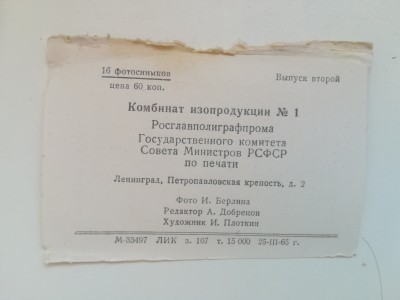 16 фотоснимков
цена 60 коп.
Выпуск второй
Комбинат изопродукции № 1
Росглавполиграфпрома
Государственного комитета
Совета Министров РСФСР
по печати
Ленинград, Петропавловская крепость, д. 2
Фото И. Берлина
Редактор А. Добреков
Художник И. Плоткин
М-33497 ЛИК з. 107 т. 15 000 25-III-65 г.